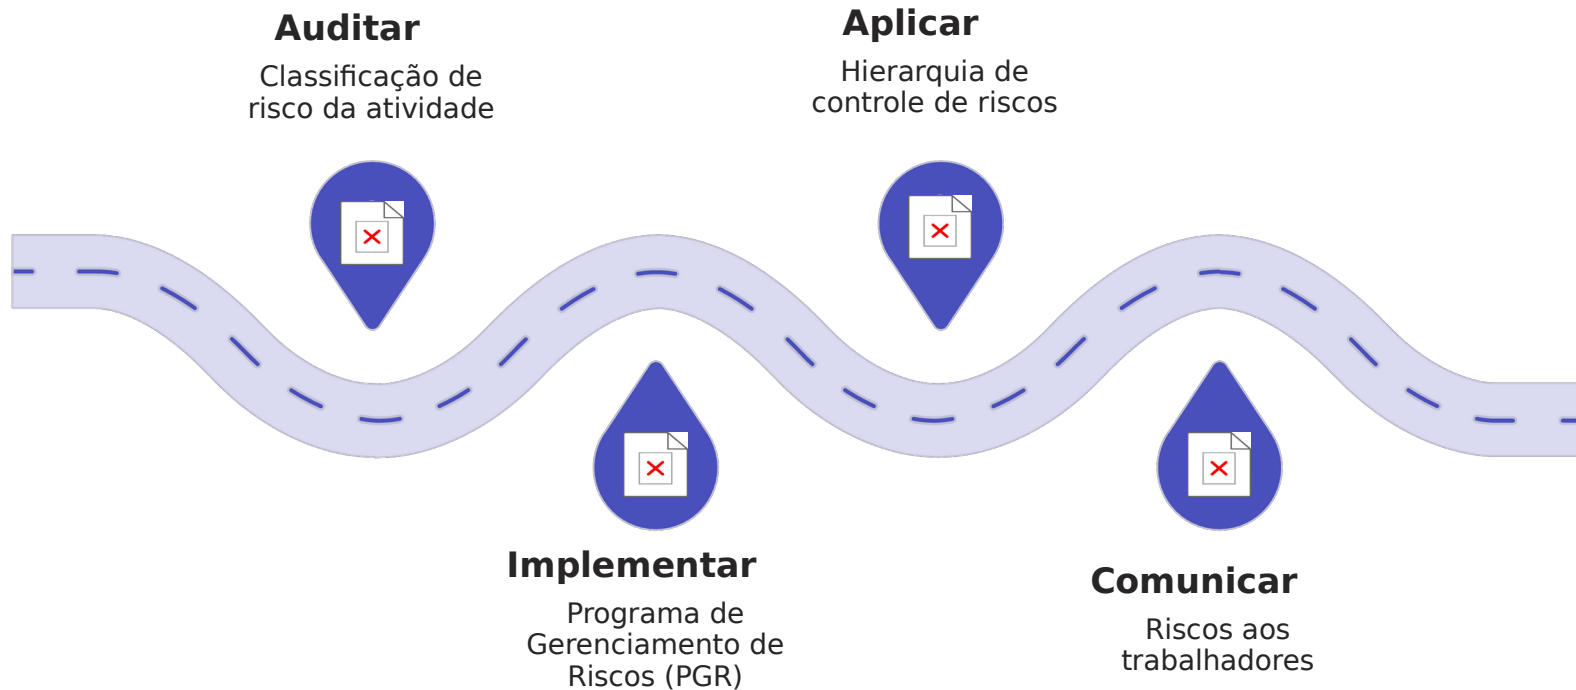 Auditar
Classificação de
risco da atividade
Implementar
Programa de
Gerenciamento de
Riscos (PGR)
Aplicar
Hierarquia de
controle de riscos
Comunicar
Riscos aos
trabalhadores